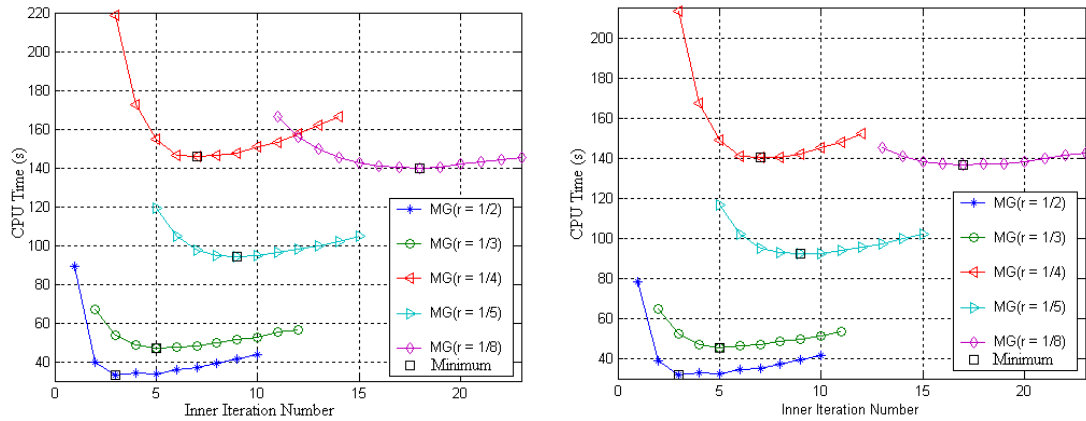 220
200
180
160
140
120
100
80
60
40
CPU Time (s)
0 5 10 15 20
Inner Iteration Number
MG(r = 1/2)
MG(r = 1/3)
MG(r = 1/4)
MG(r = 1/5)
MG(r = 1/8)
Minimum
200
180
160
140
120
100
80
60
40
CPU Time (s)
0 5 10 15 20
Inner Iteration Number
MG(r = 1/2)
MG(r = 1/3)
MG(r = 1/4)
MG(r = 1/5)
MG(r = 1/8)
Minimum